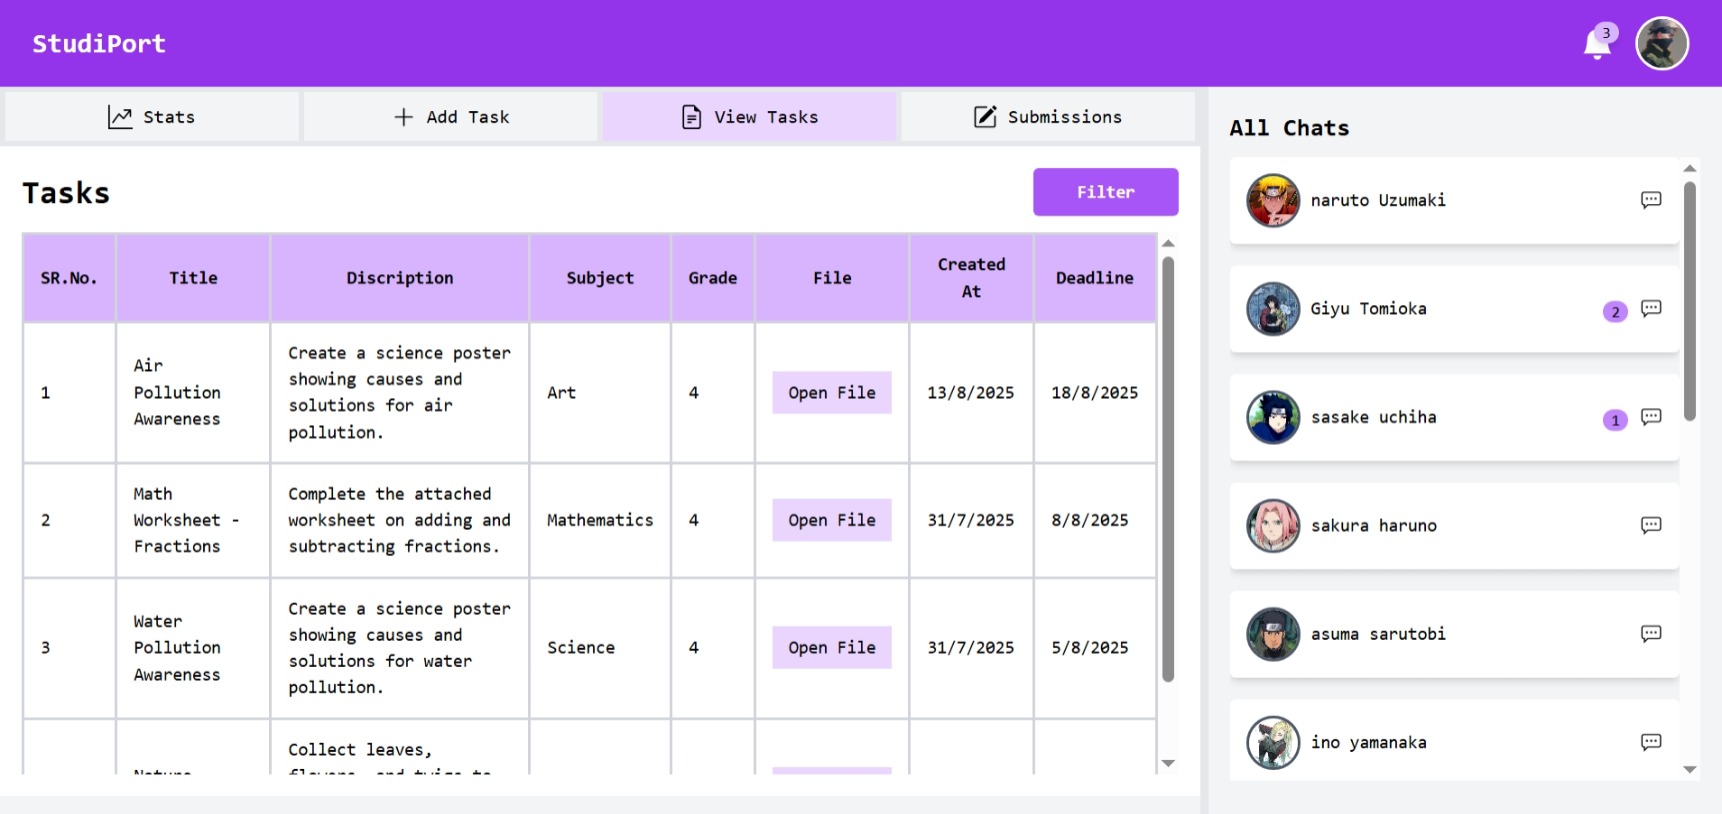 StudiPort
3
Stats
Add Task
View Tasks
Submissions
Tasks
Filter
SR.No.
Title
Discription
Subject
Grade
File
Created
At
Deadline
1
Air
Pollution
Awareness
Create a science poster
showing causes and
solutions for air
pollution.
Art
4
Open File
13/8/2025
18/8/2025
2
Math
Worksheet -
Fractions
Complete the attached
worksheet on adding and
subtracting fractions.
Mathematics
4
Open File
31/7/2025
8/8/2025
3
Water
Pollution
Awareness
Create a science poster
showing causes and
solutions for water
pollution.
Science
4
Open File
31/7/2025
5/8/2025
Nature
Collect leaves,
flowers, and twigs to
All Chats
naruto Uzumaki
Giyu Tomioka
2
sasake uchiha
1
sakura haruno
asuma sarutobi
ino yamanaka